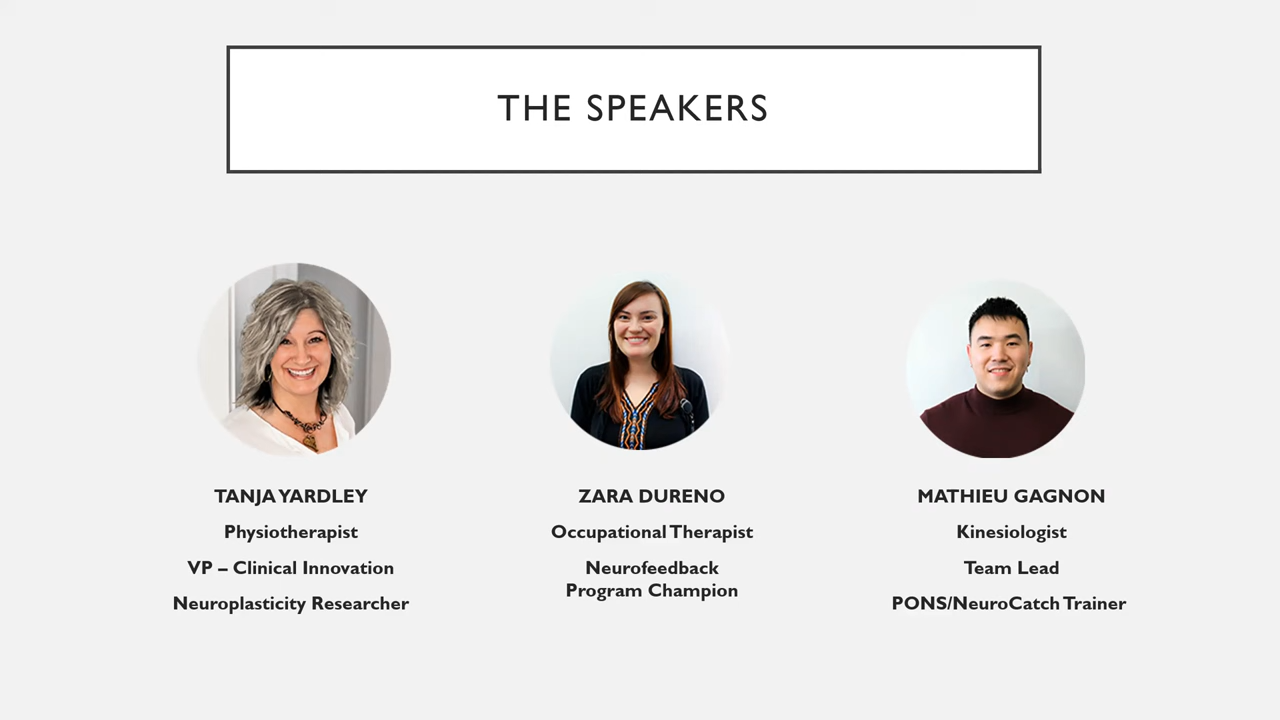 THE SPEAKERS
TANJA YARDLEY
Physiotherapist
VP – Clinical Innovation
Neuroplasticity Researcher
ZARA DURENO
Occupational Therapist
Neurofeedback
Program Champion
MATHIEU GAGNON
Kinesiologist
Team Lead
PONS/NeuroCatch Trainer